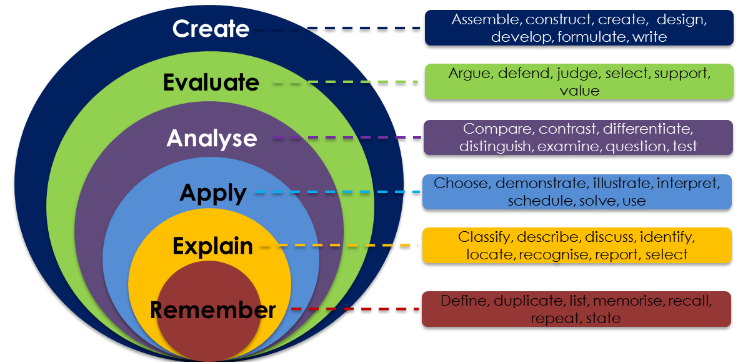 Create
Assemble, construct, create, design,
develop, formulate, write
Evaluate
Argue, defend, judge, select, support,
value
Analyse
Compare, contrast, differentiate,
distinguish, examine, question, test
Apply
Choose, demonstrate, illustrate, interpret,
schedule, solve, use
Explain
Classify, describe, discuss, identify,
locate, recognise, report, select
Remember
Define, duplicate, list, memorise, recall,
repeat, state